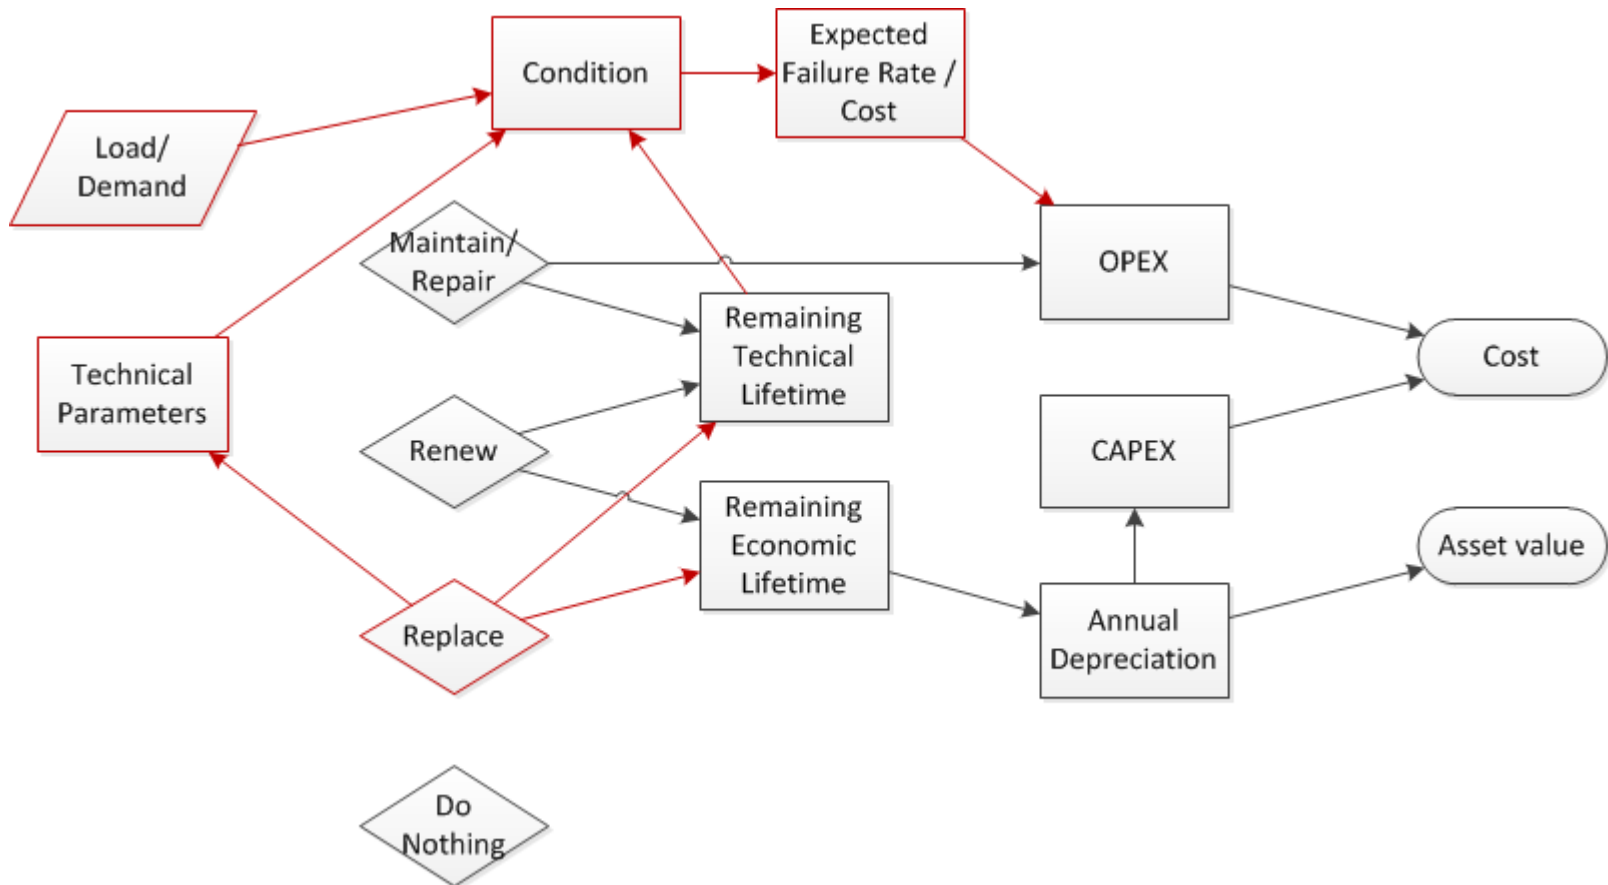 Condition
Expected
Failure Rate /
Cost
Load/
Demand
Maintain/
Repair
OPEX
Remaining
Technical
Lifetime
Cost
Technical
Parameters
Renew
CAPEX
Remaining
Economic
Lifetime
Asset value
Replace
Annual
Depreciation
Do
Nothing